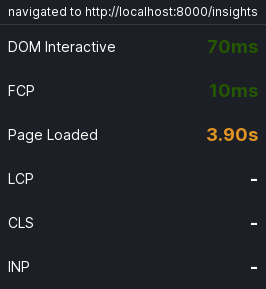 navigated to http://localhost:8000/insights
DOM Interactive 70ms
FCP 10ms
Page Loaded 3.90s
LCP -
CLS -
INP -